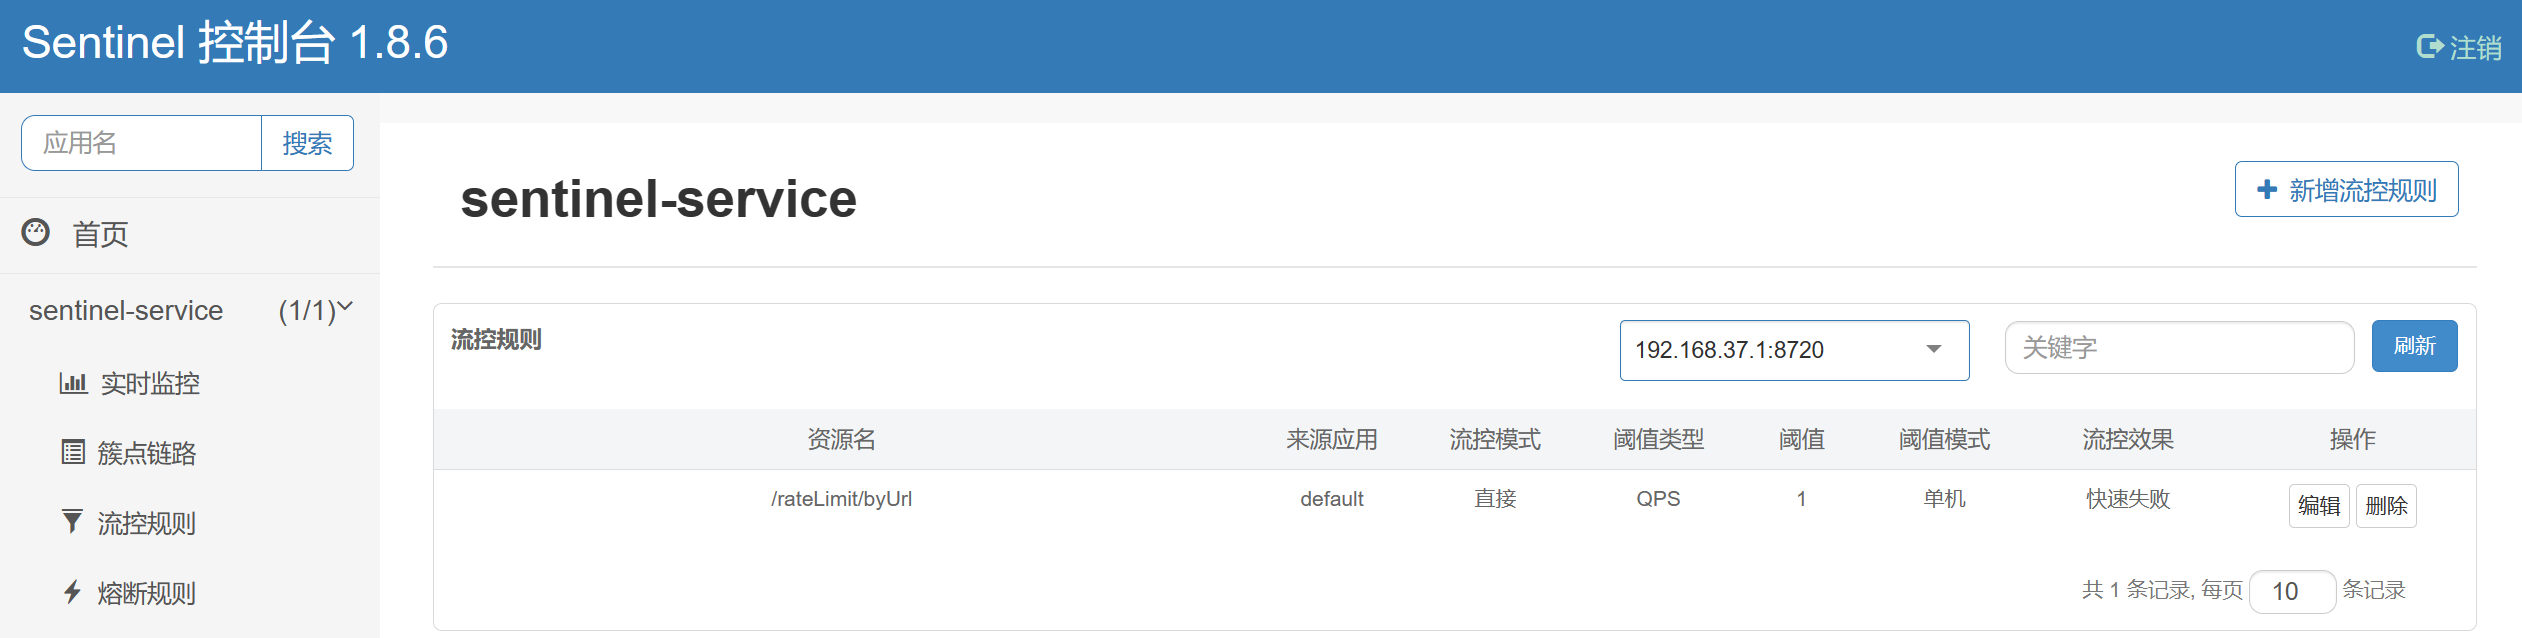 Sentinel 控制台 1.8.6
注销
应用名 搜索
首页
sentinel-service (1/1)
实时监控
簇点链路
流控规则
熔断规则
sentinel-service
新增流控规则
流控规则 192.168.37.1:8720 关键字 刷新
资源名 来源应用 流控模式 阈值类型 阈值 阈值模式 流控效果 操作
/rateLimit/byUrl default 直接 QPS 1 单机 快速失败 编辑 删除
共 1 条记录, 每页 10 条记录